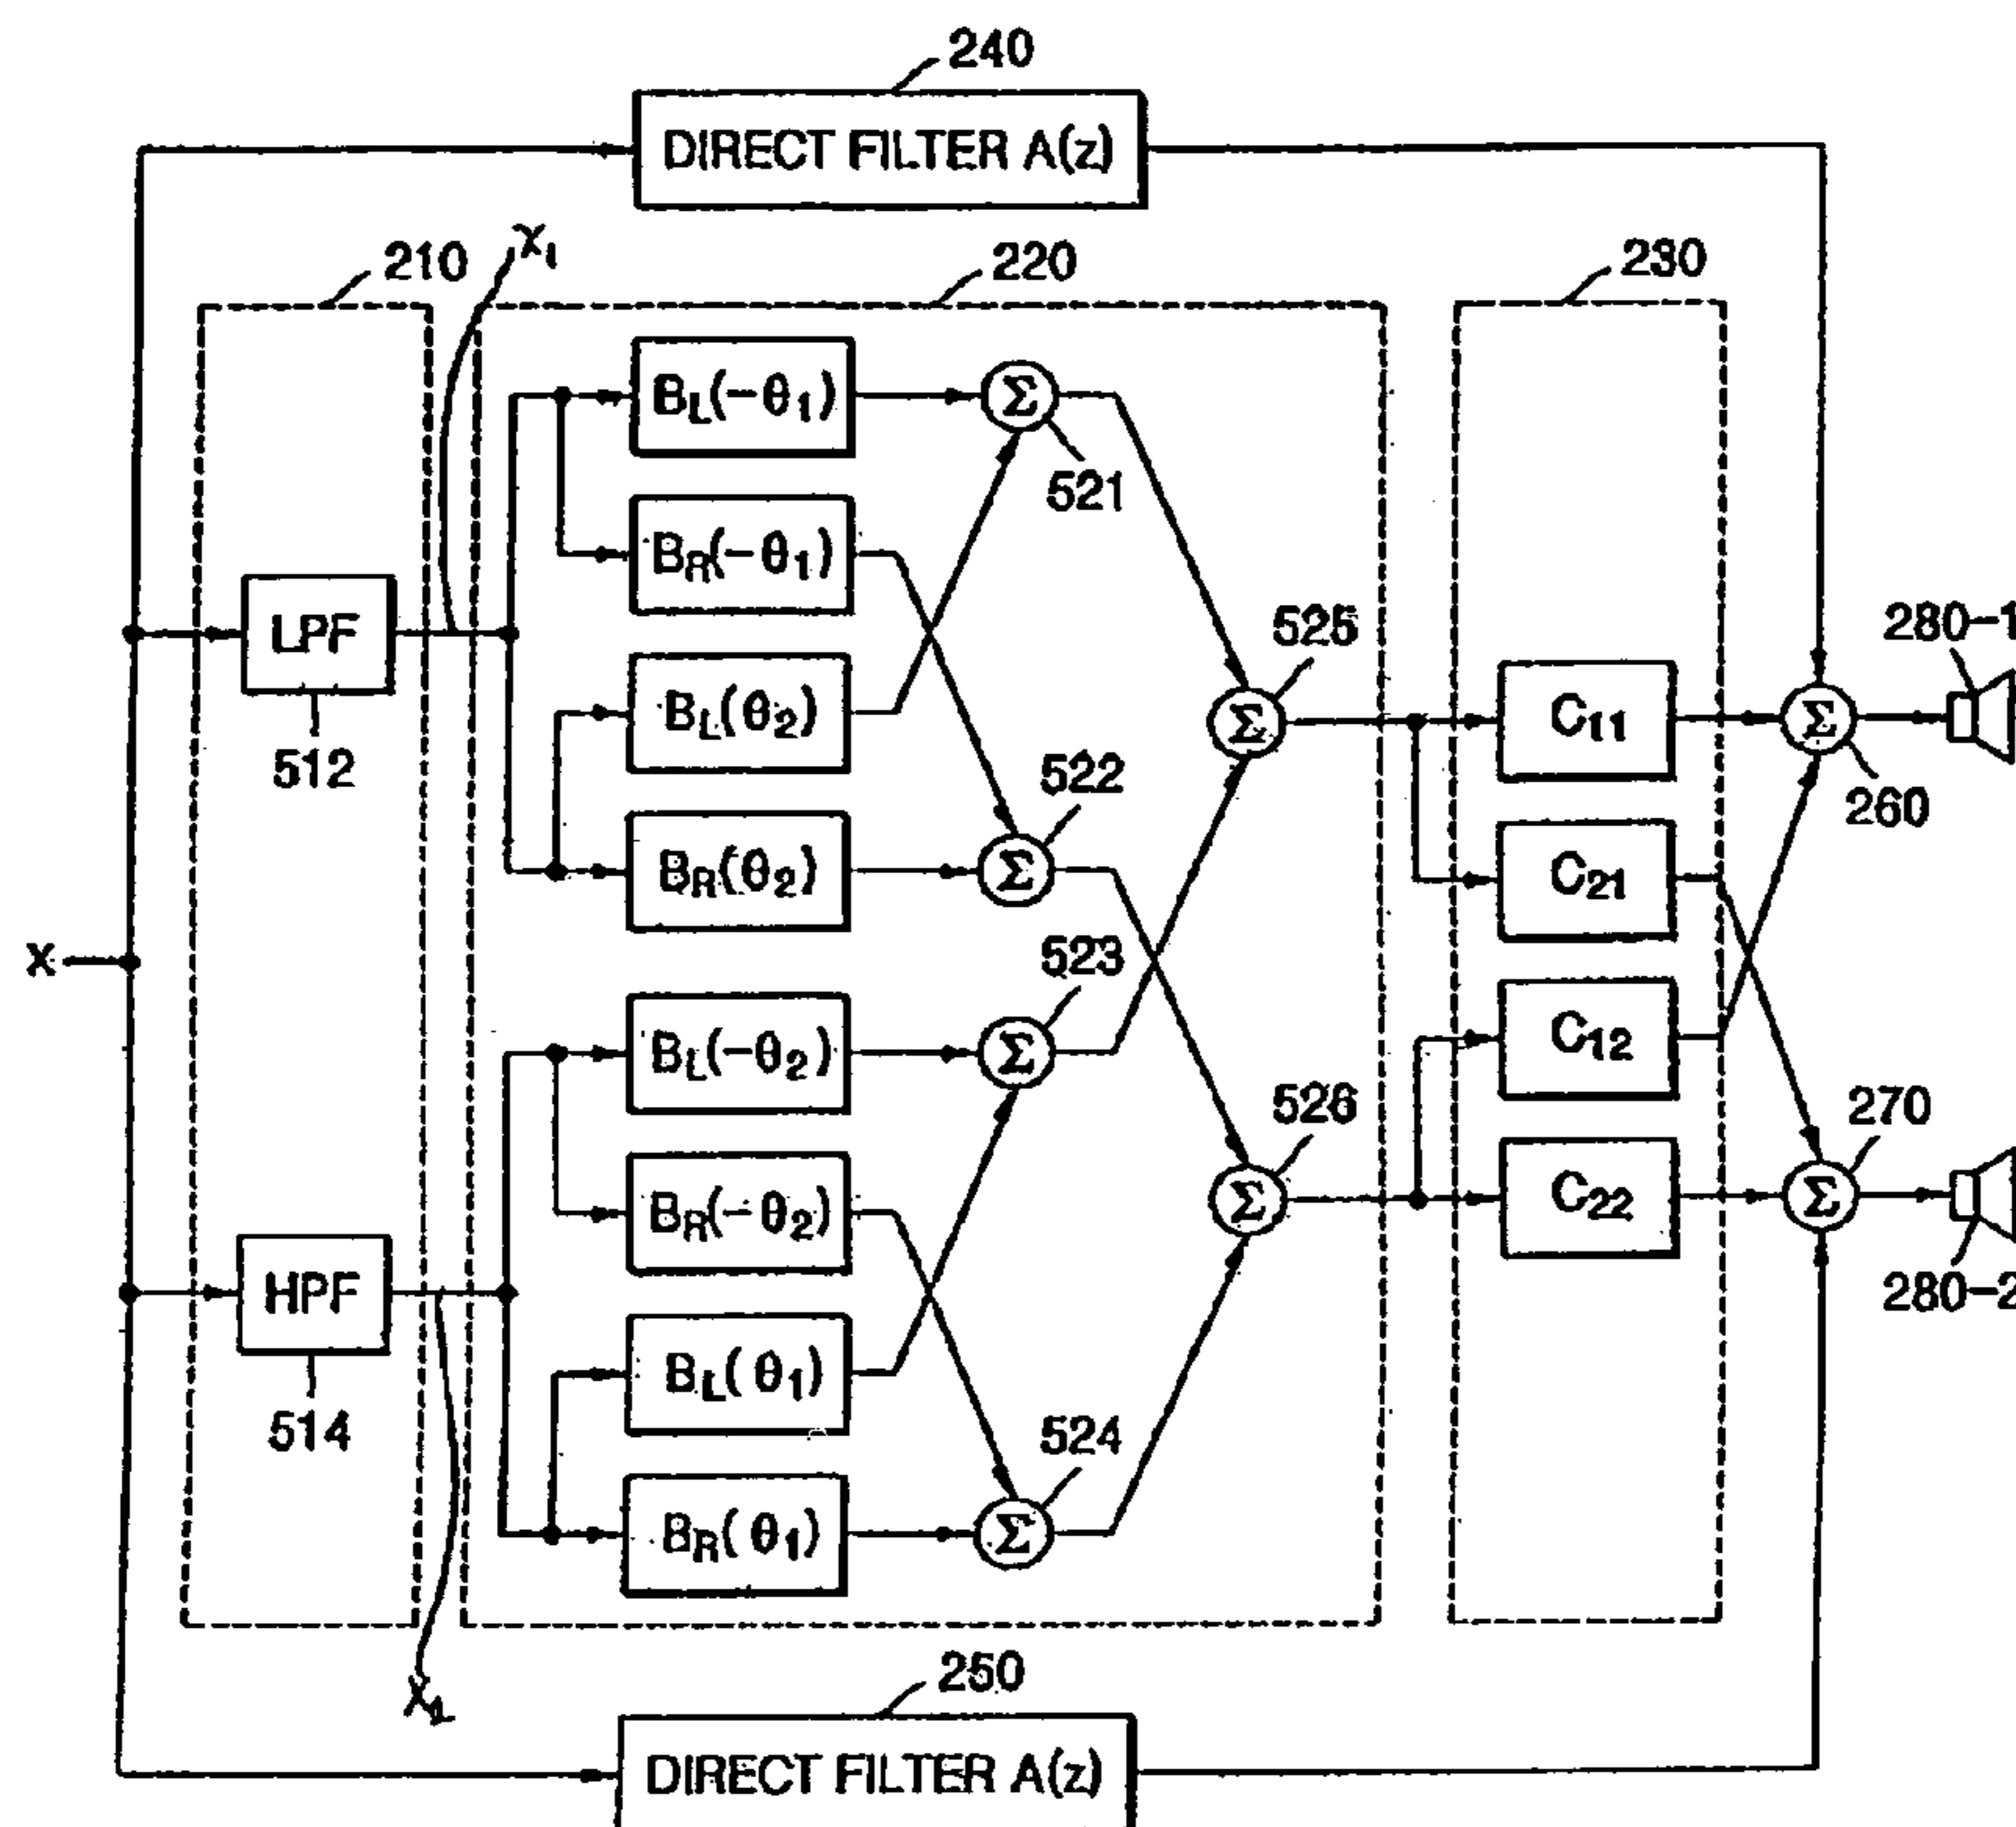 240
DIRECT FILTER A(z)
210
X1
220
230
BL(-θ1)
521
BR(-θ1)
LPF
512
BL(θ2)
522
BR(θ2)
525
280-1
C11
260
C21
X
523
BL(-θ2)
C12
526
270
BR(-θ2)
C22
HPF
514
280-2
BL(θ1)
524
BR(θ1)
X2
250
DIRECT FILTER A(z)
Σ
Σ
Σ
Σ
Σ
Σ
Σ
Σ